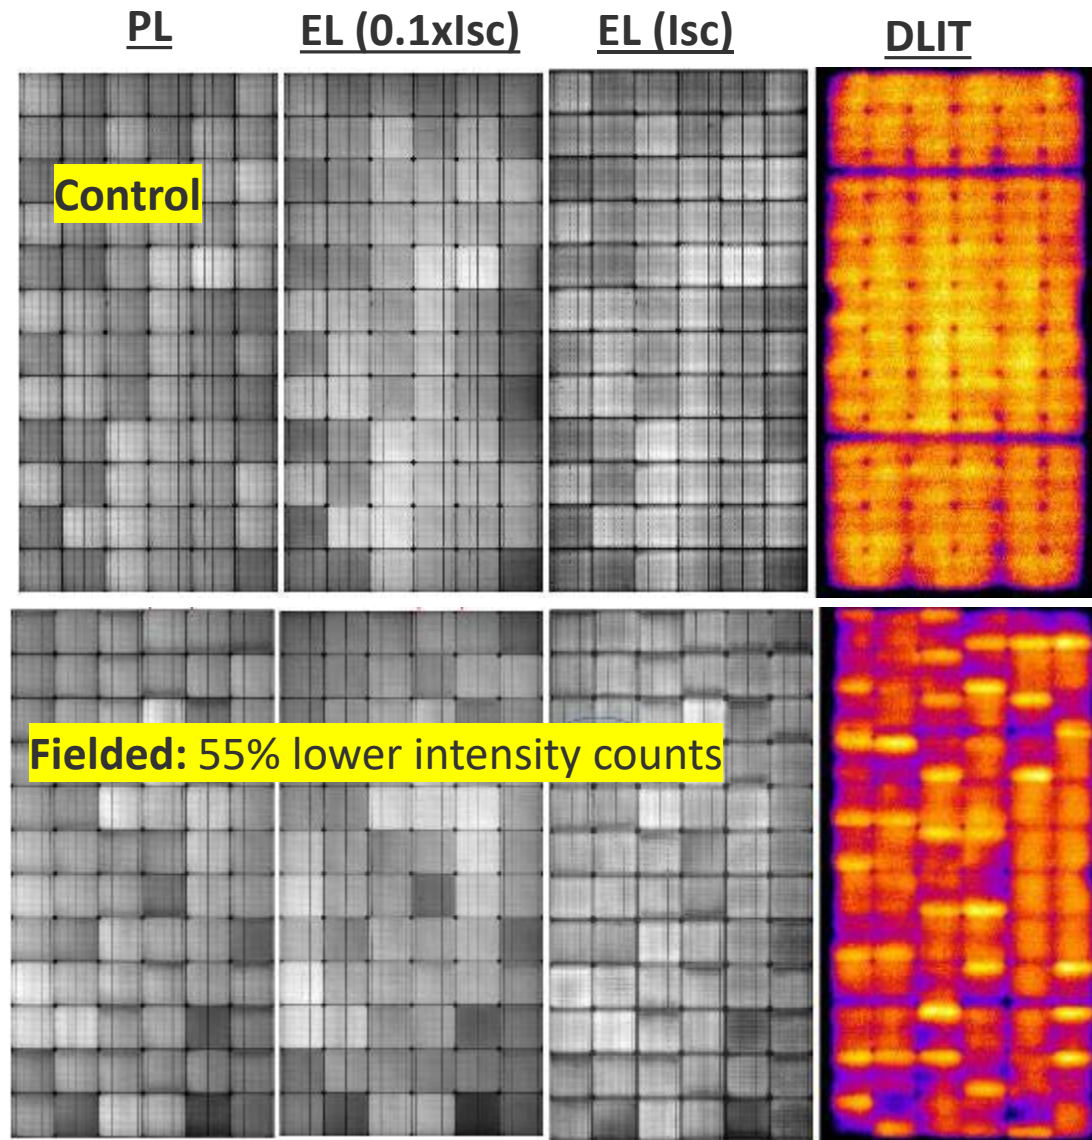 PL EL (0.1xIsc) EL (Isc) DLIT
Control
Fielded: 55% lower intensity counts